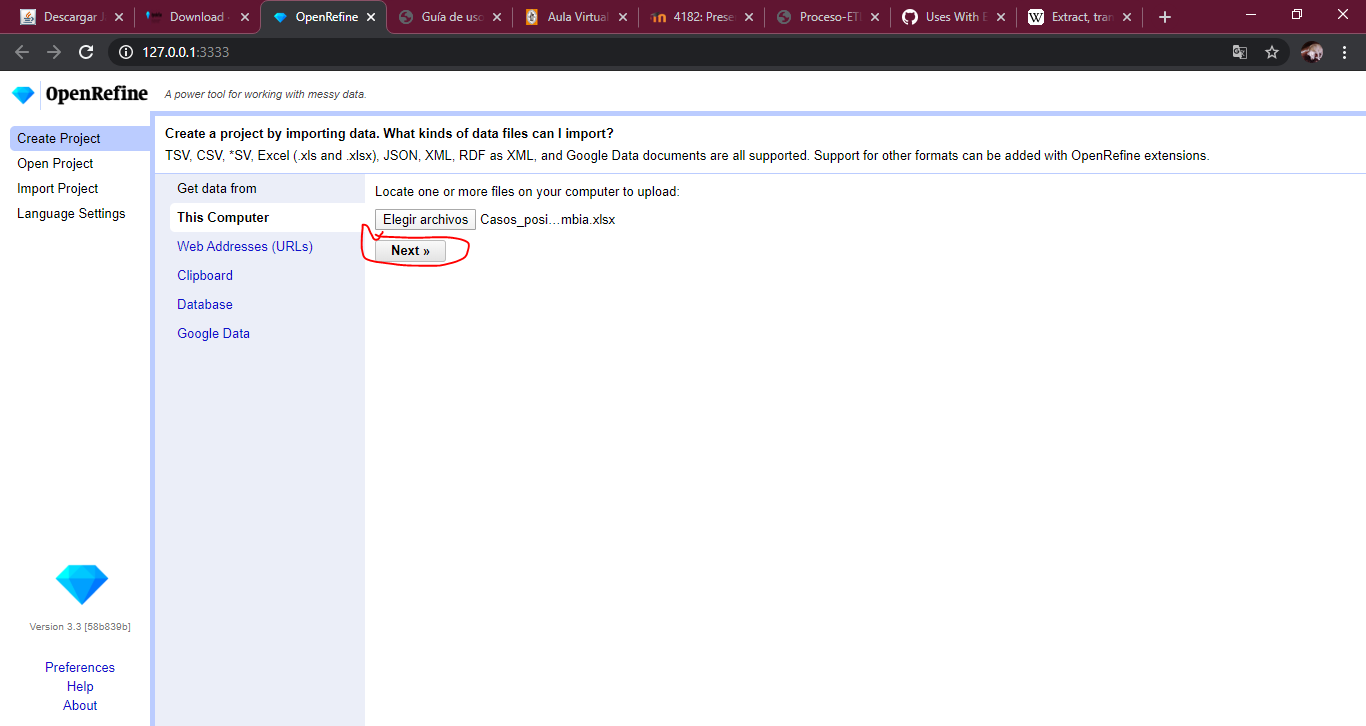 Descargar J
Download
OpenRefine
Guía de uso
Aula Virtual
4182: Prese
Proceso-ETL
Uses With E
Extract, tran
127.0.0.1:3333
OpenRefine A power tool for working with messy data.
Create Project
Open Project
Import Project
Language Settings
Create a project by importing data. What kinds of data files can I import?
TSV, CSV, *SV, Excel (.xls and .xlsx), JSON, XML, RDF as XML, and Google Data documents are all supported. Support for other formats can be added with OpenRefine extensions.
Get data from
This Computer
Web Addresses (URLs)
Clipboard
Database
Google Data
Locate one or more files on your computer to upload:
Elegir archivos Casos_posi…mbia.xlsx
Next »
Version 3.3 [58b839b]
Preferences
Help
About